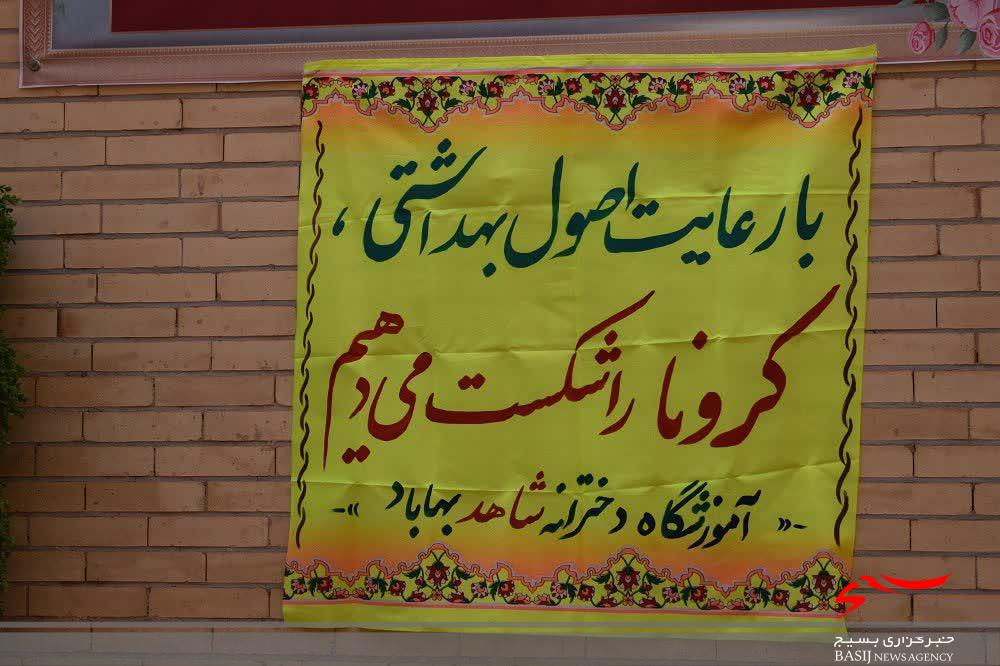 با رعایت اصول بهداشتی ،
کرونا را شکست می دهیم
-« آموزشگاه دخترانه شاهد بهاباد »-
خبرگزاری بسیج
BASIJ NEWS AGENCY